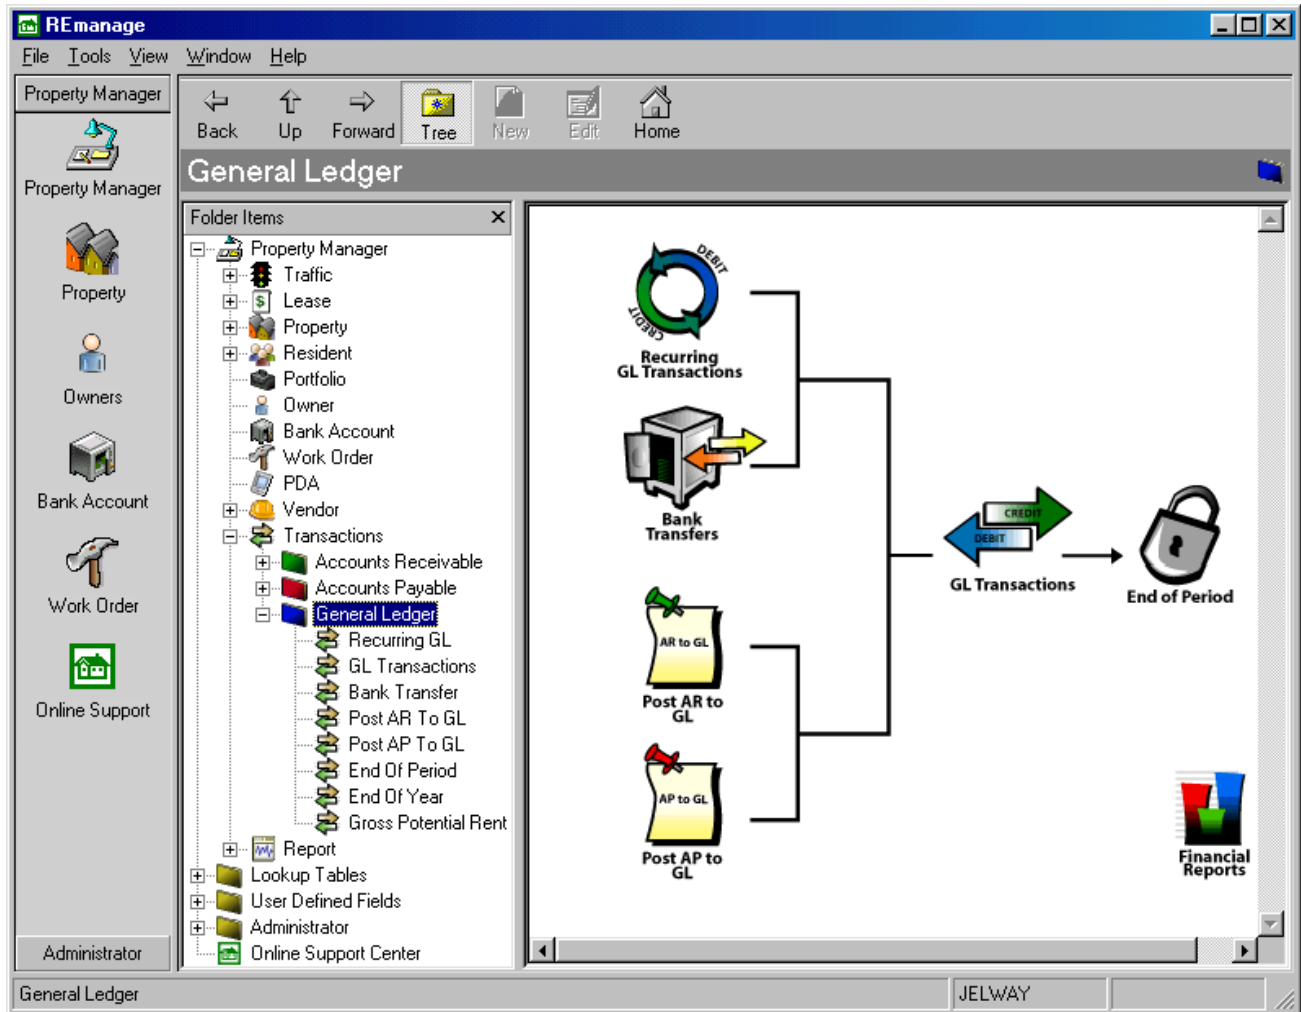 REmanage
File Tools View Window Help
Property Manager
Property Manager
Property
Owners
Bank Account
Work Order
Online Support
Administrator
Back Up Forward Tree New Edit Home
General Ledger
Folder Items
Property Manager
Traffic
Lease
Property
Resident
Portfolio
Owner
Bank Account
Work Order
PDA
Vendor
Transactions
Accounts Receivable
Accounts Payable
General Ledger
Recurring GL
GL Transactions
Bank Transfer
Post AR To GL
Post AP To GL
End Of Period
End Of Year
Gross Potential Rent
Report
Lookup Tables
User Defined Fields
Administrator
Online Support Center
DEBIT
CREDIT
Recurring
GL Transactions
Bank
Transfers
AR to GL
Post AR to
GL
AP to GL
Post AP to
GL
CREDIT
DEBIT
GL Transactions
End of Period
Financial
Reports
General Ledger
JELWAY